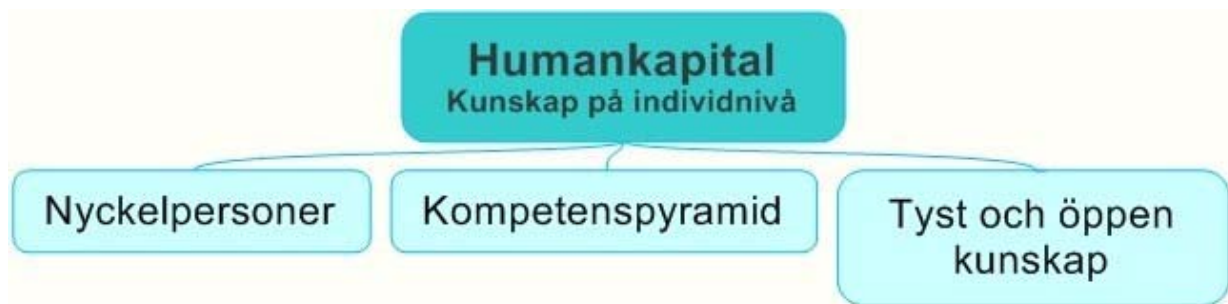 Humankapital
Kunskap på individnivå
Nyckelpersoner
Kompetenspyramid
Tyst och öppen
kunskap